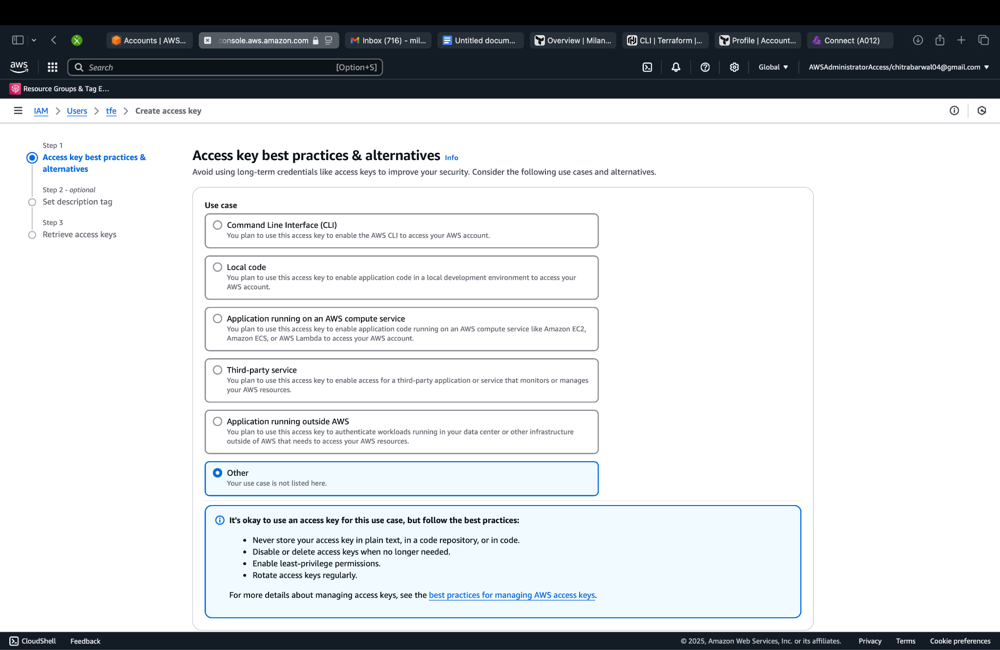 Accounts | AWS...
console.aws.amazon.com
Inbox (716) - mil...
Untitled docum...
Overview | Milan...
CLI | Terraform |...
Profile | Account...
Connect (A012)
aws
Search
[Option+S]
Global
AWSAdministratorAccess/chitrabarwal04@gmail.com
Resource Groups & Tag E...
IAM
Users
tfe
Create access key
Step 1
Access key best practices &
alternatives
Step 2 - optional
Set description tag
Step 3
Retrieve access keys
Access key best practices & alternatives Info
Avoid using long-term credentials like access keys to improve your security. Consider the following use cases and alternatives.
Use case
Command Line Interface (CLI)
You plan to use this access key to enable the AWS CLI to access your AWS account.
Local code
You plan to use this access key to enable application code in a local development environment to access your
AWS account.
Application running on an AWS compute service
You plan to use this access key to enable application code running on an AWS compute service like Amazon EC2,
Amazon ECS, or AWS Lambda to access your AWS account.
Third-party service
You plan to use this access key to enable access for a third-party application or service that monitors or manages
your AWS resources.
Application running outside AWS
You plan to use this access key to authenticate workloads running in your data center or other infrastructure
outside of AWS that needs to access your AWS resources.
Other
Your use case is not listed here.
It's okay to use an access key for this use case, but follow the best practices:
• Never store your access key in plain text, in a code repository, or in code.
• Disable or delete access keys when no longer needed.
• Enable least-privilege permissions.
• Rotate access keys regularly.
For more details about managing access keys, see the best practices for managing AWS access keys.
CloudShell
Feedback
© 2025, Amazon Web Services, Inc. or its affiliates.
Privacy
Terms
Cookie preferences